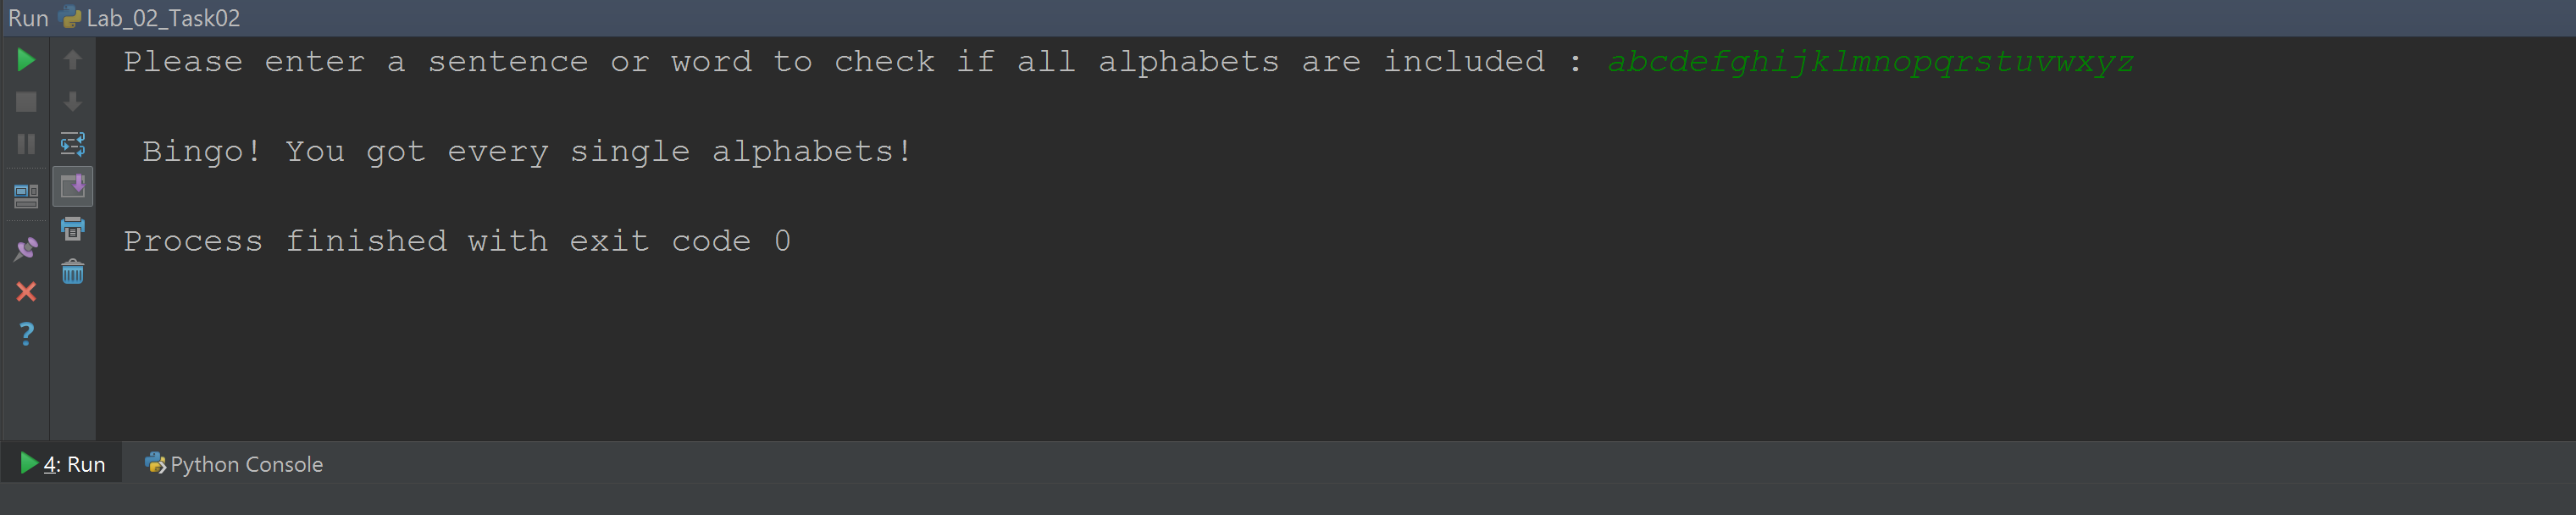 Run Lab_02_Task02
Please enter a sentence or word to check if all alphabets are included : abcdefghijklmnopqrstuvwxyz
Bingo! You got every single alphabets!
Process finished with exit code 0
?
4: Run Python Console